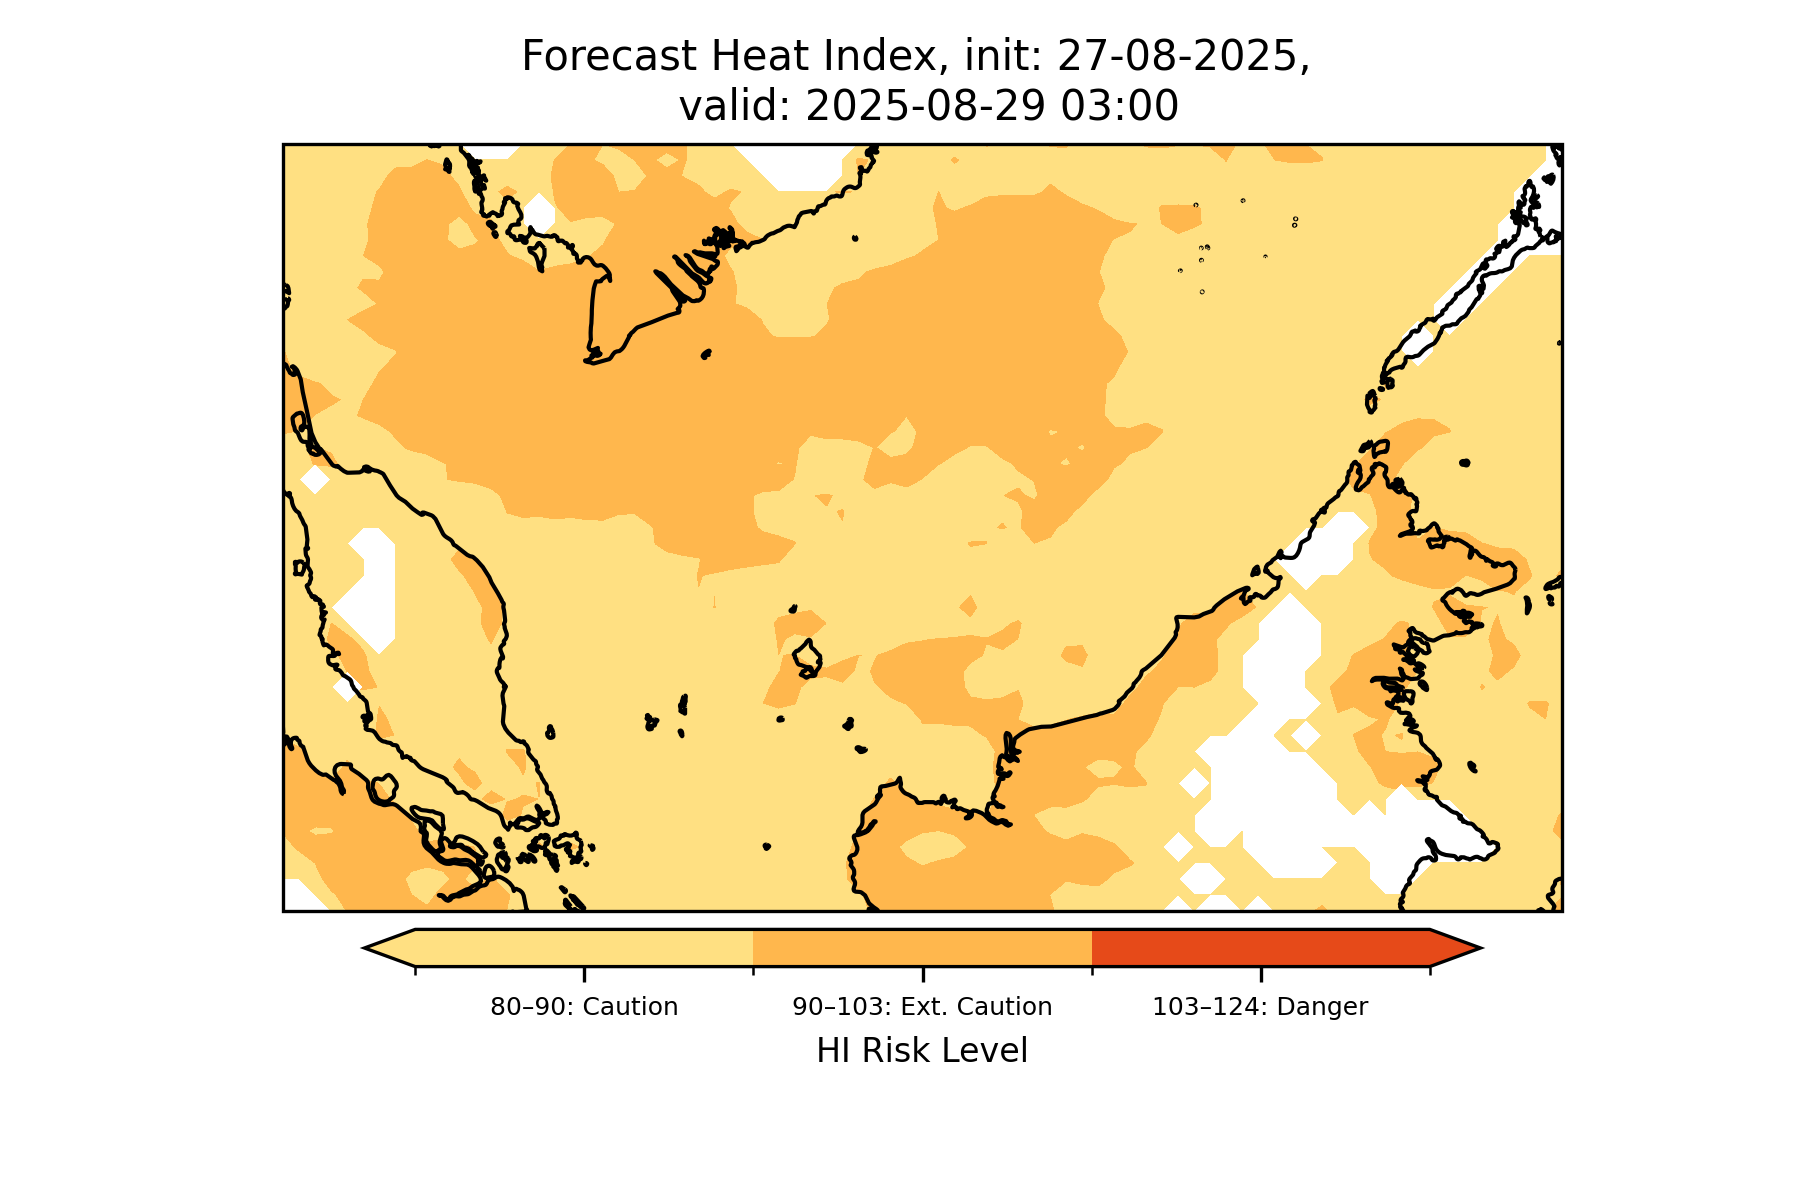 Forecast Heat Index, init: 27-08-2025,
valid: 2025-08-29 03:00
80–90: Caution
90–103: Ext. Caution
103–124: Danger
HI Risk Level